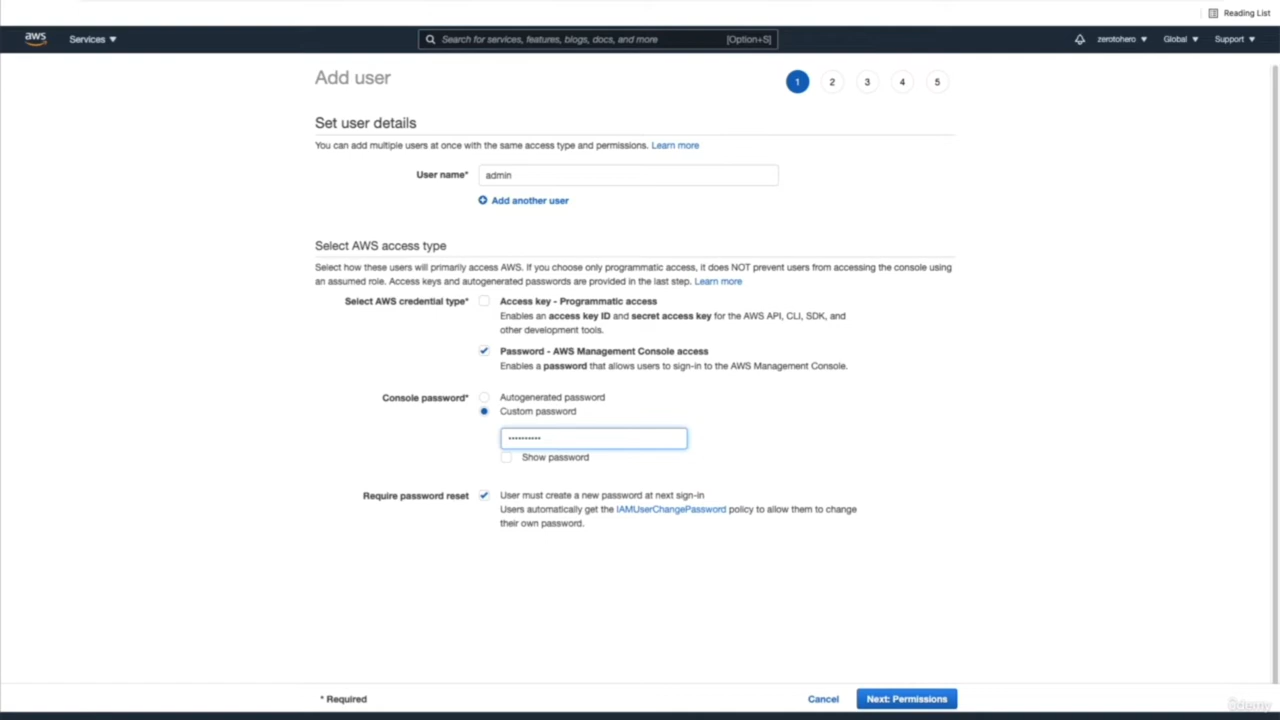 Reading List
aws Services Search for services, features, blogs, docs, and more [Option+S] zerotohero Global Support
Add user 1 2 3 4 5
Set user details
You can add multiple users at once with the same access type and permissions. Learn more
User name* admin
Add another user
Select AWS access type
Select how these users will primarily access AWS. If you choose only programmatic access, it does NOT prevent users from accessing the console using
an assumed role. Access keys and autogenerated passwords are provided in the last step. Learn more
Select AWS credential type* Access key - Programmatic access
Enables an access key ID and secret access key for the AWS API, CLI, SDK, and
other development tools.
Password - AWS Management Console access
Enables a password that allows users to sign-in to the AWS Management Console.
Console password* Autogenerated password
Custom password
••••••••••
Show password
Require password reset User must create a new password at next sign-in
Users automatically get the IAMUserChangePassword policy to allow them to change
their own password.
* Required Cancel Next: Permissions
Udemy